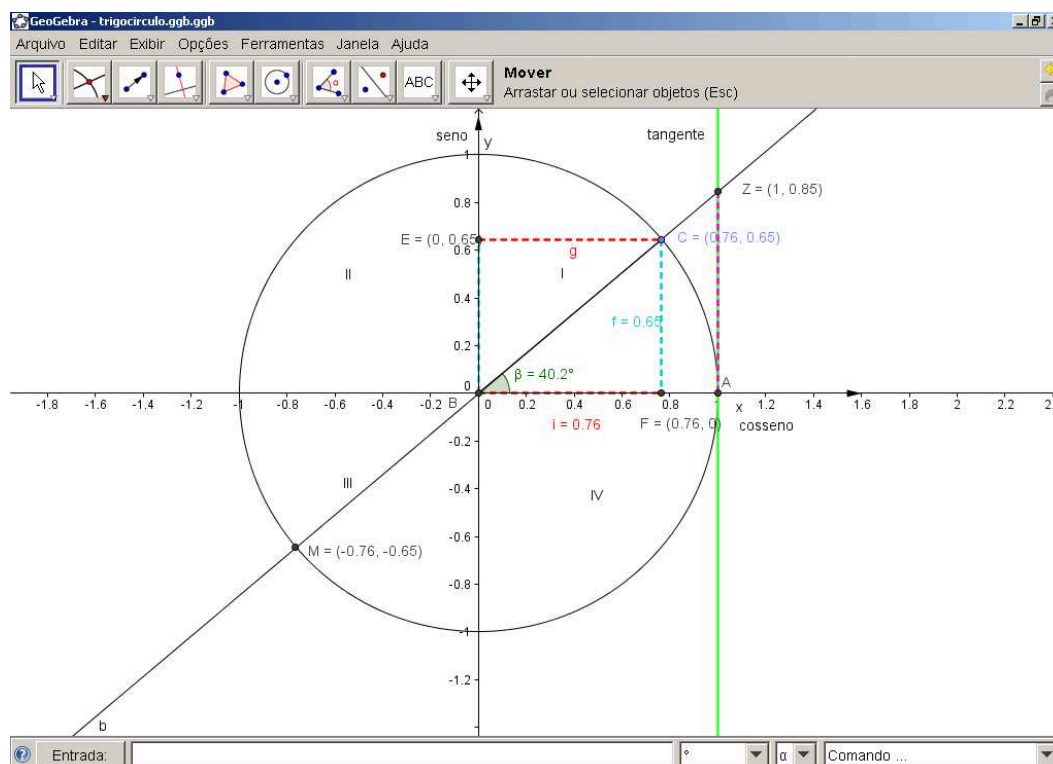 GeoGebra - trigocirculo.ggb.ggb
Arquivo Editar Exibir Opções Ferramentas Janela Ajuda
ABC
Mover
Arrastar ou selecionar objetos (Esc)
seno
y
tangente
1
Z = (1, 0.85)
0.8
E = (0, 0.65)
C = (0.76, 0.65)
0.6
g
II
I
0.4
f = 0.65
0.2
β = 40.2°
0
A
B
-1.8 -1.6 -1.4 -1.2 -1 -0.8 -0.6 -0.4 -0.2 0 0.2 0.4 0.6 0.8 1 1.2 1.4 1.6 1.8 2 2.2 2.4
x
i = 0.76
F = (0.76, 0)
cosseno
-0.2
III
-0.4
IV
-0.6
M = (-0.76, -0.65)
-0.8
-1
-1.2
b
Entrada:
°
α
Comando ...